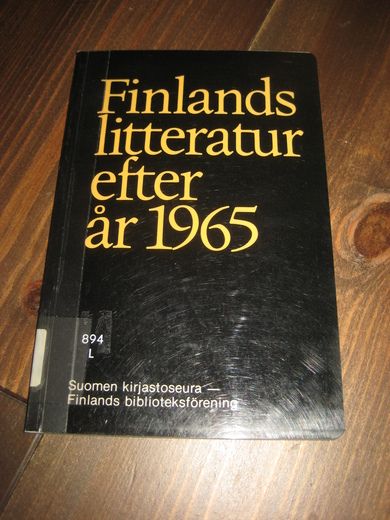 Finlands
litteratur
efter
år 1965
894
L
Suomen kirjastoseura —
Finlands biblioteksförening